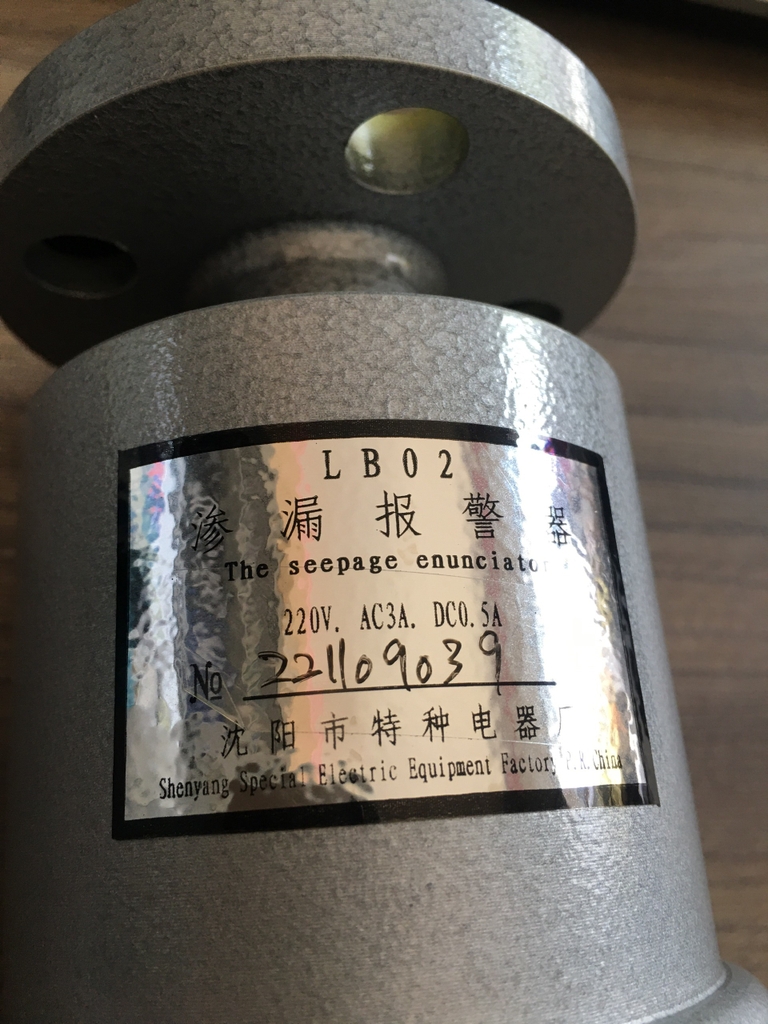 LB02
渗漏报警器
The seepage enunciator
220V. AC3A. DC0.5A
№ 221109039
沈阳市特种电器厂
Shenyang Special Electric Equipment Factory P.R.China